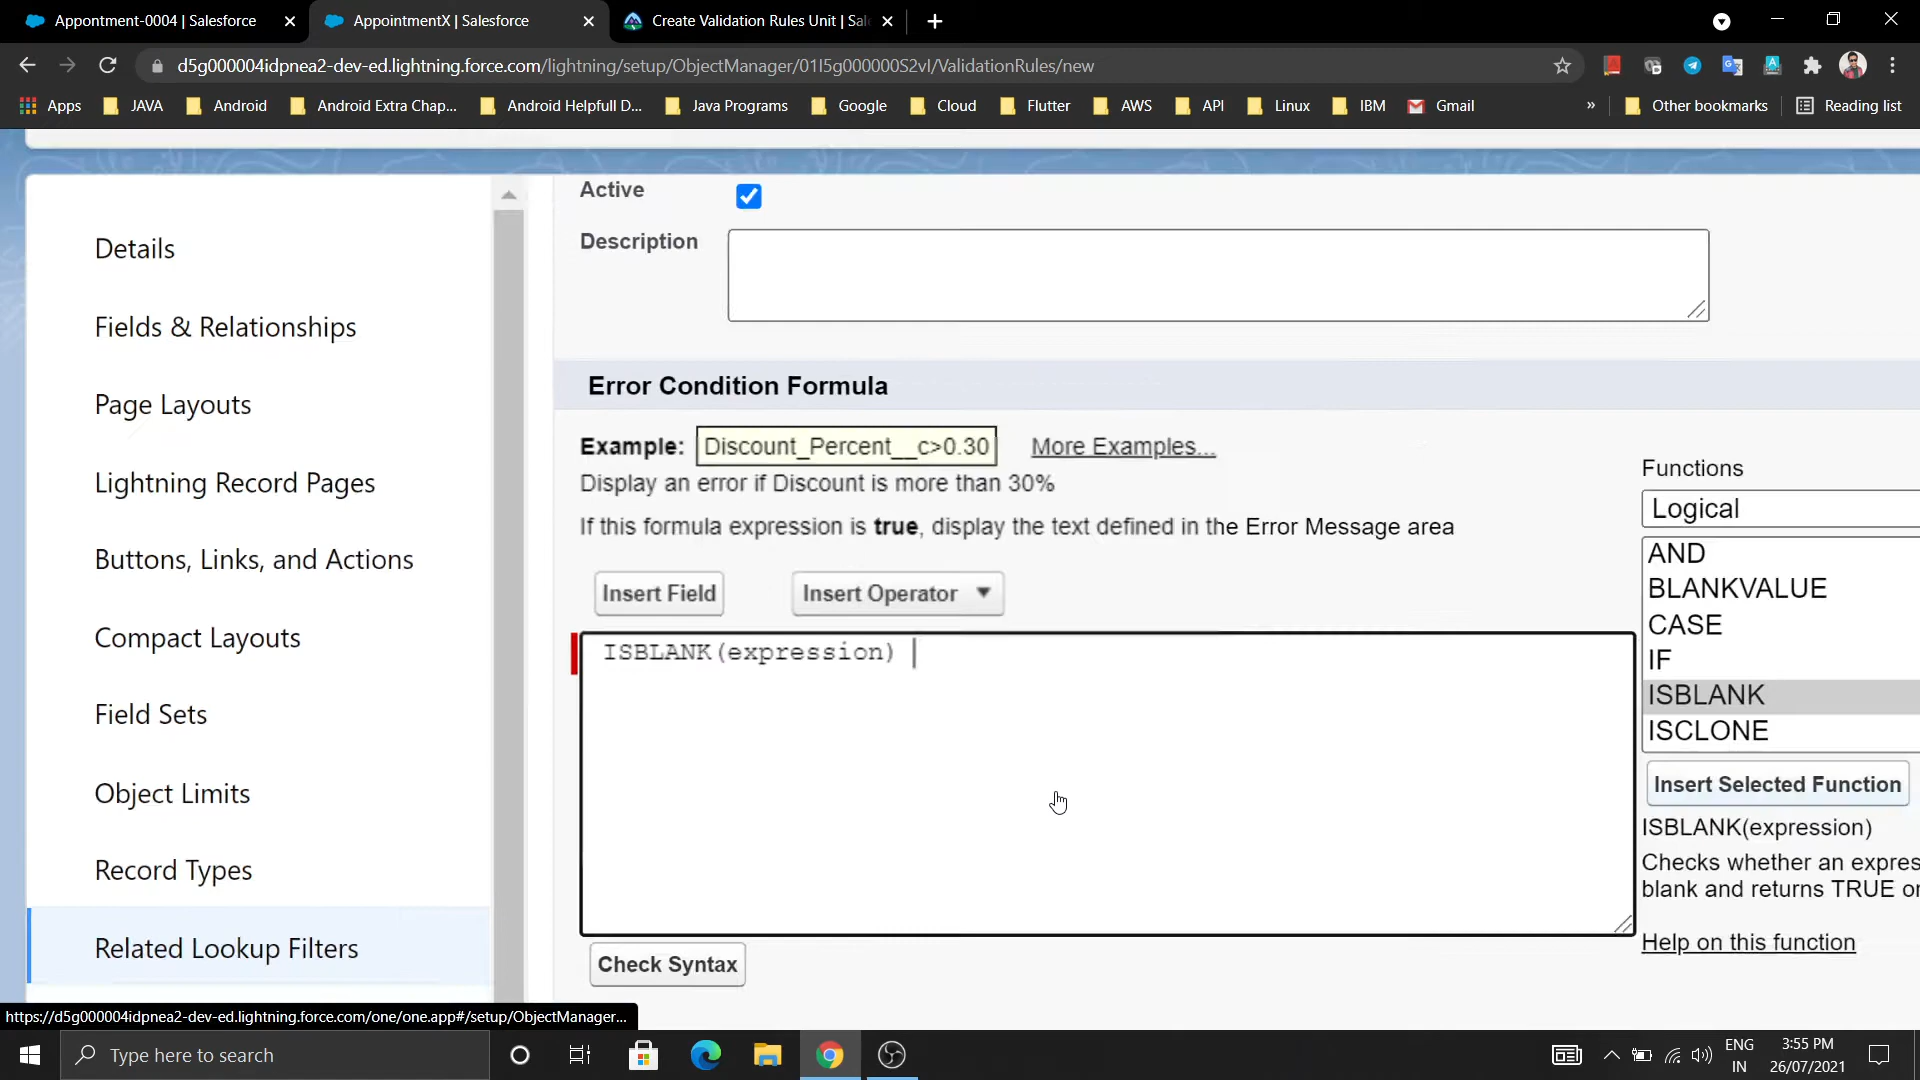 Appontment-0004 | Salesforce
AppointmentX | Salesforce
Create Validation Rules Unit | Sal
d5g000004idpnea2-dev-ed.lightning.force.com/lightning/setup/ObjectManager/01I5g000000S2vI/ValidationRules/new
Apps JAVA Android Android Extra Chap... Android Helpfull D... Java Programs Google Cloud Flutter AWS API Linux IBM Gmail » Other bookmarks Reading list
Details
Fields & Relationships
Page Layouts
Lightning Record Pages
Buttons, Links, and Actions
Compact Layouts
Field Sets
Object Limits
Record Types
Related Lookup Filters
Active
Description
Error Condition Formula
Example: Discount_Percent__c>0.30 More Examples...
Display an error if Discount is more than 30%
If this formula expression is true, display the text defined in the Error Message area
Insert Field
Insert Operator
ISBLANK(expression)
Check Syntax
Functions
Logical
AND
BLANKVALUE
CASE
IF
ISBLANK
ISCLONE
Insert Selected Function
ISBLANK(expression)
Checks whether an expres
blank and returns TRUE or
Help on this function
https://d5g000004idpnea2-dev-ed.lightning.force.com/one/one.app#/setup/ObjectManager...
Type here to search
ENG
IN
3:55 PM
26/07/2021